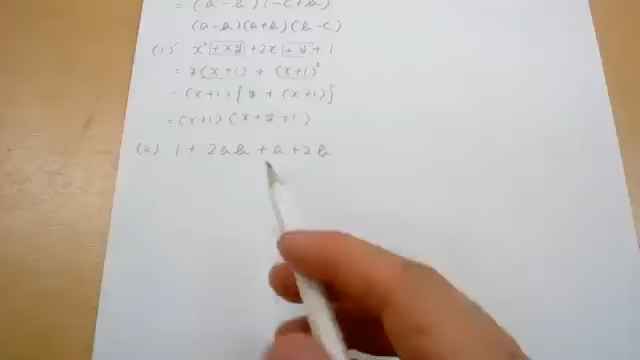 = (a-b)(-c+b)
(a-b)(a+b)(b-c)
(1)' x² + xy + 2x + y + 1
= y(x+1) + (x+1)²
= (x+1){y + (x+1)}
= (x+1)(x+y+1)
(2) 1 + 2ab + a + 2b